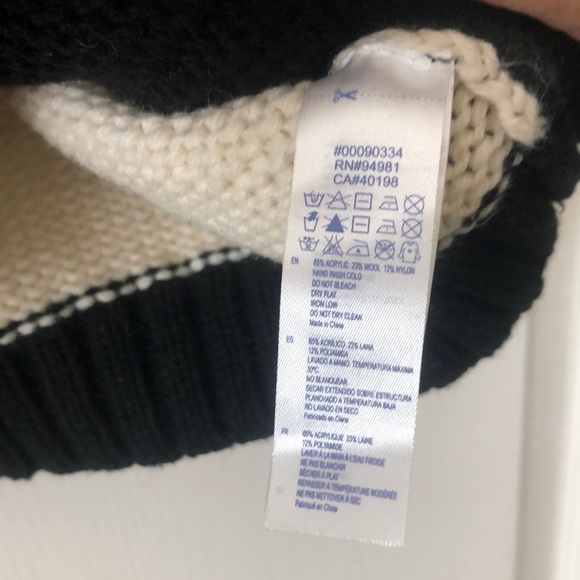 #00090334
RN#94981
CA#40198
EN 65% ACRYLIC 23% WOOL 12% NYLON
HAND WASH COLD
DO NOT BLEACH
DRY FLAT
IRON LOW
DO NOT DRY CLEAN
Made in China
ES 65% ACRÍLICO 23% LANA
12% POLIAMIDA
LAVADO A MANO. TEMPERATURA MÁXIMA
30ºC
NO BLANQUEAR
SECAR EXTENDIDO SOBRE ESTRUCTURA
PLANCHADO A TEMPERATURA BAJA
NO LAVADO EN SECO
Fabricado en China
FR 65% ACRYLIQUE 23% LAINE
12% POLYAMIDE
LAVER À LA MAIN À L'EAU FROIDE
NE PAS BLANCHIR
SÉCHER À PLAT
REPASSER À TEMPÉRATURE MODÉRÉE
NE PAS NETTOYER À SEC
Fabriqué en China